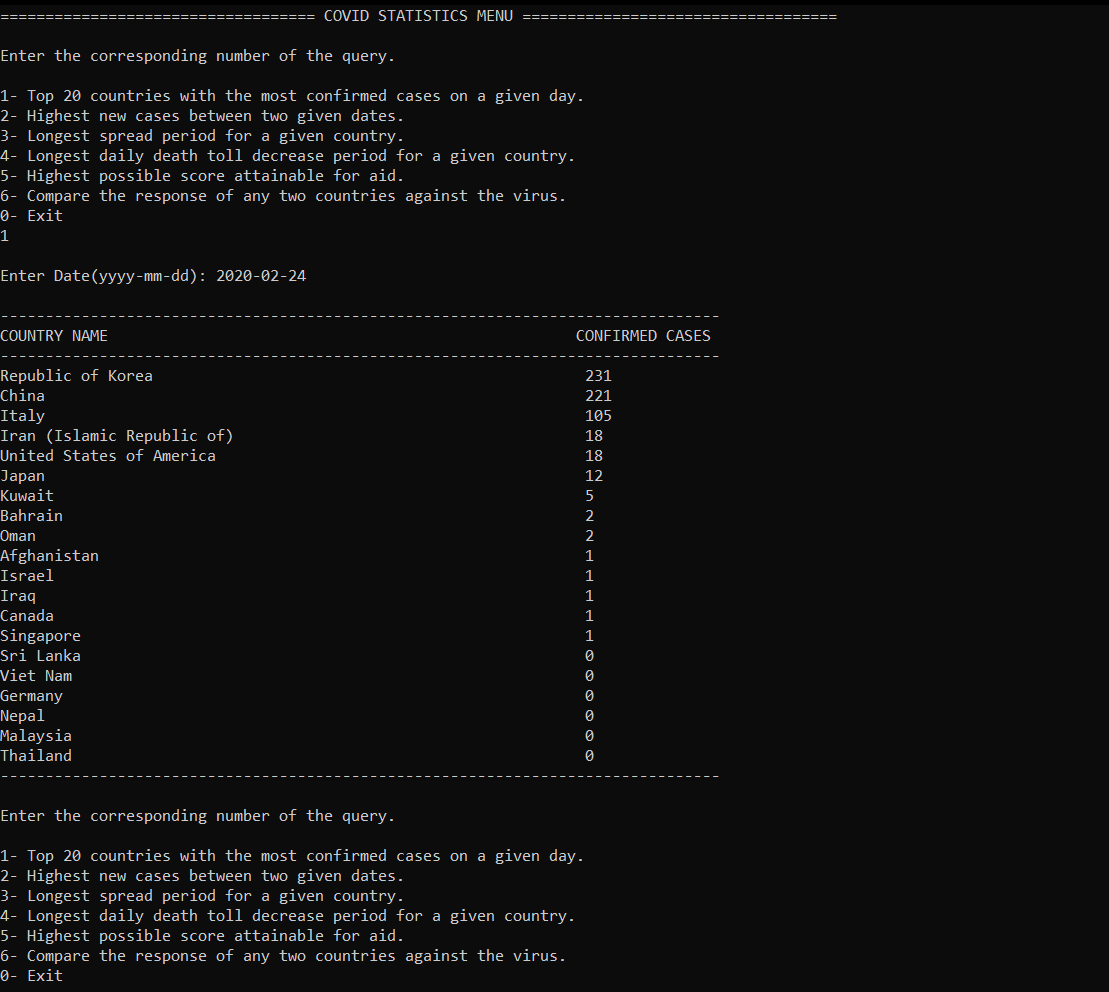 =================================== COVID STATISTICS MENU ===================================
Enter the corresponding number of the query.
1- Top 20 countries with the most confirmed cases on a given day.
2- Highest new cases between two given dates.
3- Longest spread period for a given country.
4- Longest daily death toll decrease period for a given country.
5- Highest possible score attainable for aid.
6- Compare the response of any two countries against the virus.
0- Exit
1
Enter Date(yyyy-mm-dd): 2020-02-24
--------------------------------------------------------------------------------
COUNTRY NAME                                                    CONFIRMED CASES
--------------------------------------------------------------------------------
Republic of Korea                                                231
China                                                            221
Italy                                                            105
Iran (Islamic Republic of)                                       18
United States of America                                         18
Japan                                                            12
Kuwait                                                           5
Bahrain                                                          2
Oman                                                             2
Afghanistan                                                      1
Israel                                                           1
Iraq                                                             1
Canada                                                           1
Singapore                                                        1
Sri Lanka                                                        0
Viet Nam                                                         0
Germany                                                          0
Nepal                                                            0
Malaysia                                                         0
Thailand                                                         0
--------------------------------------------------------------------------------
Enter the corresponding number of the query.
1- Top 20 countries with the most confirmed cases on a given day.
2- Highest new cases between two given dates.
3- Longest spread period for a given country.
4- Longest daily death toll decrease period for a given country.
5- Highest possible score attainable for aid.
6- Compare the response of any two countries against the virus.
0- Exit